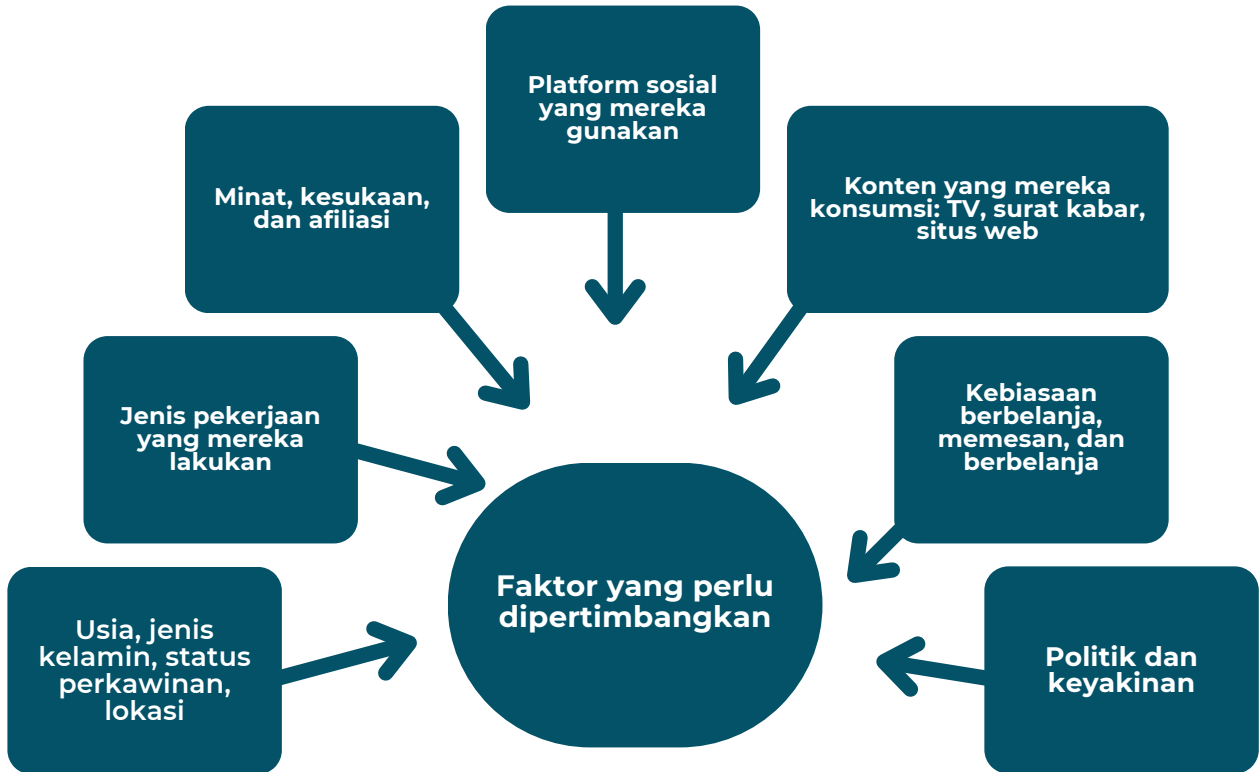 Platform sosial
yang mereka
gunakan
Minat, kesukaan,
dan afiliasi
Konten yang mereka
konsumsi: TV, surat kabar,
situs web
Jenis pekerjaan
yang mereka
lakukan
Kebiasaan
berbelanja,
memesan, dan
berbelanja
Usia, jenis
kelamin, status
perkawinan,
lokasi
Faktor yang perlu
dipertimbangkan
Politik dan
keyakinan